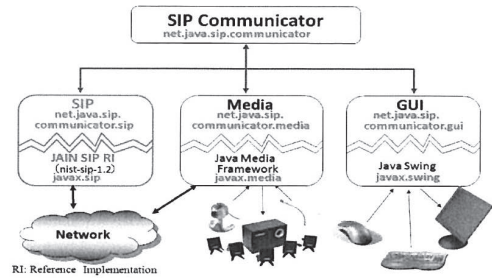 SIP Communicator
net.java.sip.communicator
SIP
net.java.sip.
communicator.sip
JAIN SIP RI
(nist-sip-1.2)
javax.sip
Media
net.java.sip.
communicator.media
Java Media
Framework
javax.media
GUI
net.java.sip.
communicator.gui
Java Swing
javax.swing
Network
RI: Reference Implementation